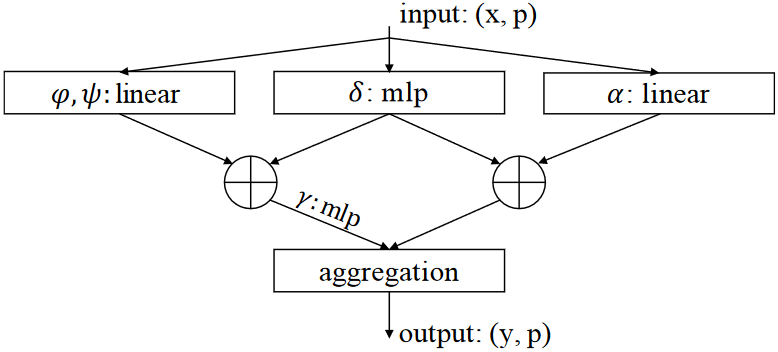 input: (x, p)
φ, ψ: linear
δ: mlp
α: linear
γ: mlp
aggregation
output: (y, p)